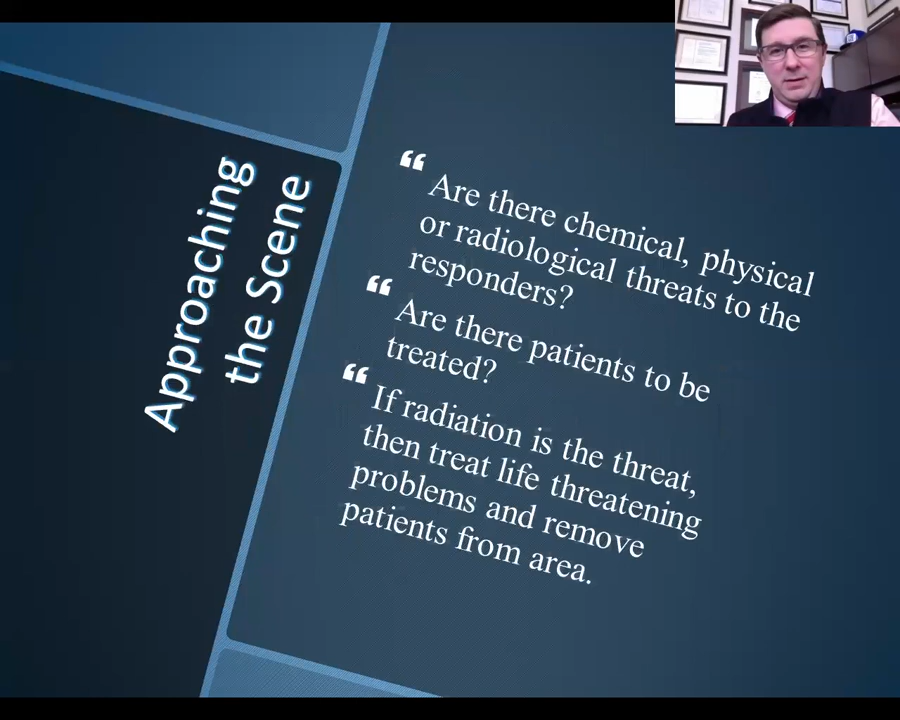 Approaching
the Scene
“ Are there chemical, physical
or radiological threats to the
responders?
“ Are there patients to be
treated?
“ If radiation is the threat,
then treat life threatening
problems and remove
patients from area.